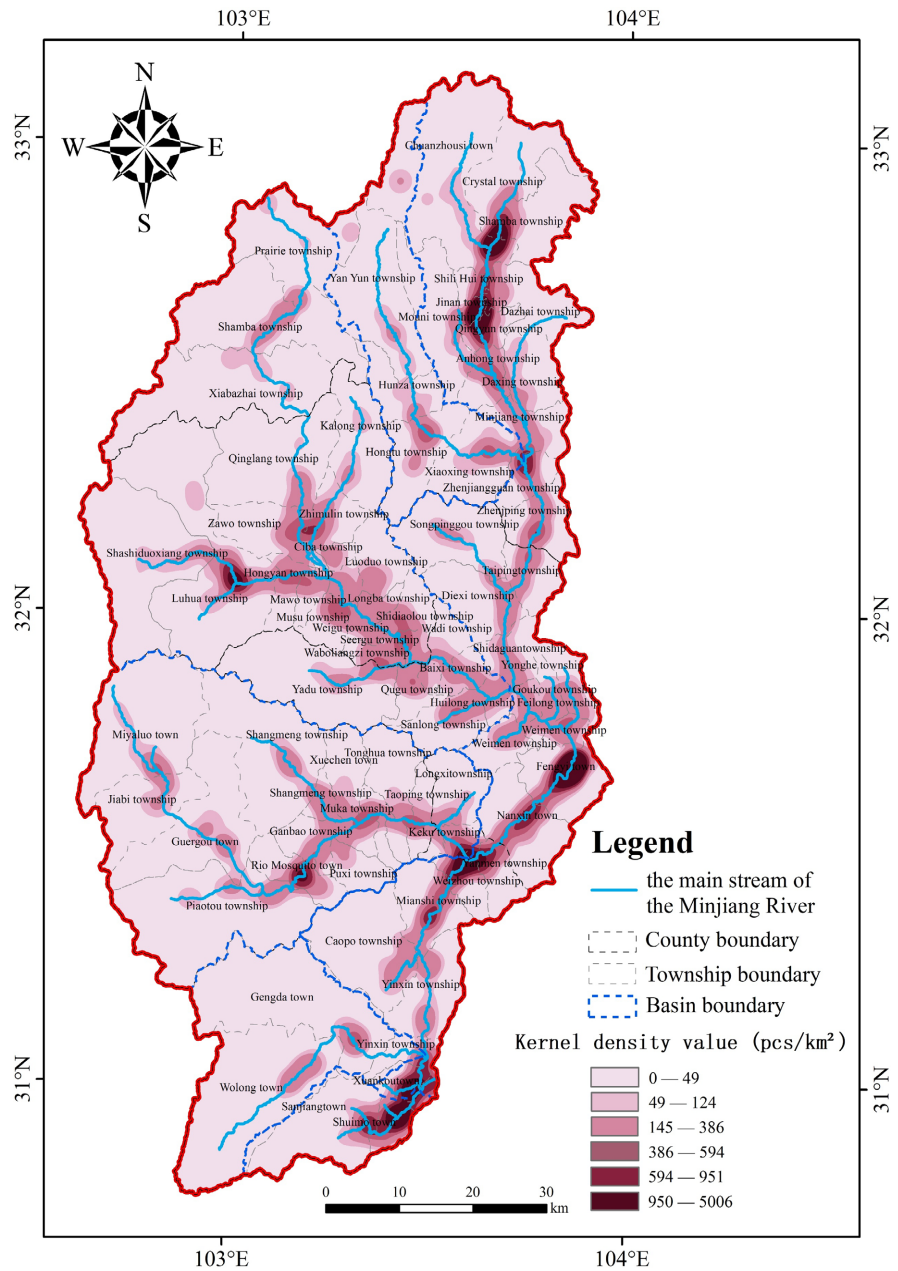 103°E
104°E
N
W
E
S
33°N
33°N
Chuanzhousi town
Crystal township
Shamba township
Prairie township
Yan Yun township
Shili Hui township
Jinan township
Dazhai township
Mouni township
Qingyun township
Shamba township
Anhong township
Hunza township
Daxing township
Xiabazhai township
Minjiang township
Kalong township
Hongtu township
Qinglang township
Xiaoxing township
Zhenjiangguan township
Zhimulin township
Zhenjping township
Zawo township
Songpinggou township
Ciba township
Shashiduoxiang township
Luoduo township
Hongyan township
Taipingtownship
Luhua township
Mawo township
Longba township
Diexi township
32°N
32°N
Musu township
Shidiaolou township
Weigu township
Wadi township
Seergu township
Waboliangzi township
Shidaguantownship
Baixi township
Yonghe township
Yadu township
Qugu township
Goukou township
Huilong township
Feilong township
Sanlong township
Weimen township
Miyaluo town
Shangmeng township
Weimen township
Tonghua township
Xuechen town
Longxitownship
Fengyi town
Jiabi township
Shangmeng township
Taoping township
Muka township
Nanxin town
Ganbao township
Keku township
Guergou town
Rio Mosquito town
Puxi township
Weizhou township
Piaotou township
Mianshi township
Caopo township
Yinxin township
Gengda town
Yinxin township
Wolong town
Xuankoutown
Sanjiangtown
Shuimo town
31°N
31°N
Legend
the main stream of
the Minjiang River
County boundary
Township boundary
Basin boundary
Kernel density value (pcs/km²)
0 — 49
49 — 124
145 — 386
386 — 594
594 — 951
950 — 5006
0 10 20 30
km
103°E
104°E